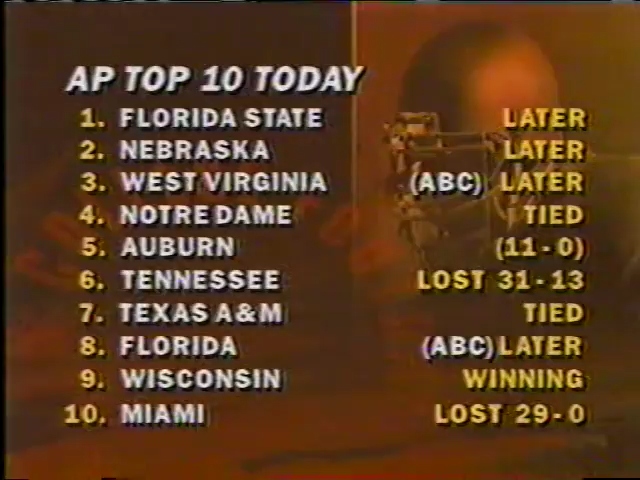 AP TOP 10 TODAY
1. FLORIDA STATE LATER
2. NEBRASKA LATER
3. WEST VIRGINIA (ABC) LATER
4. NOTRE DAME TIED
5. AUBURN (11-0)
6. TENNESSEE LOST 31-13
7. TEXAS A&M TIED
8. FLORIDA (ABC) LATER
9. WISCONSIN WINNING
10. MIAMI LOST 29-0